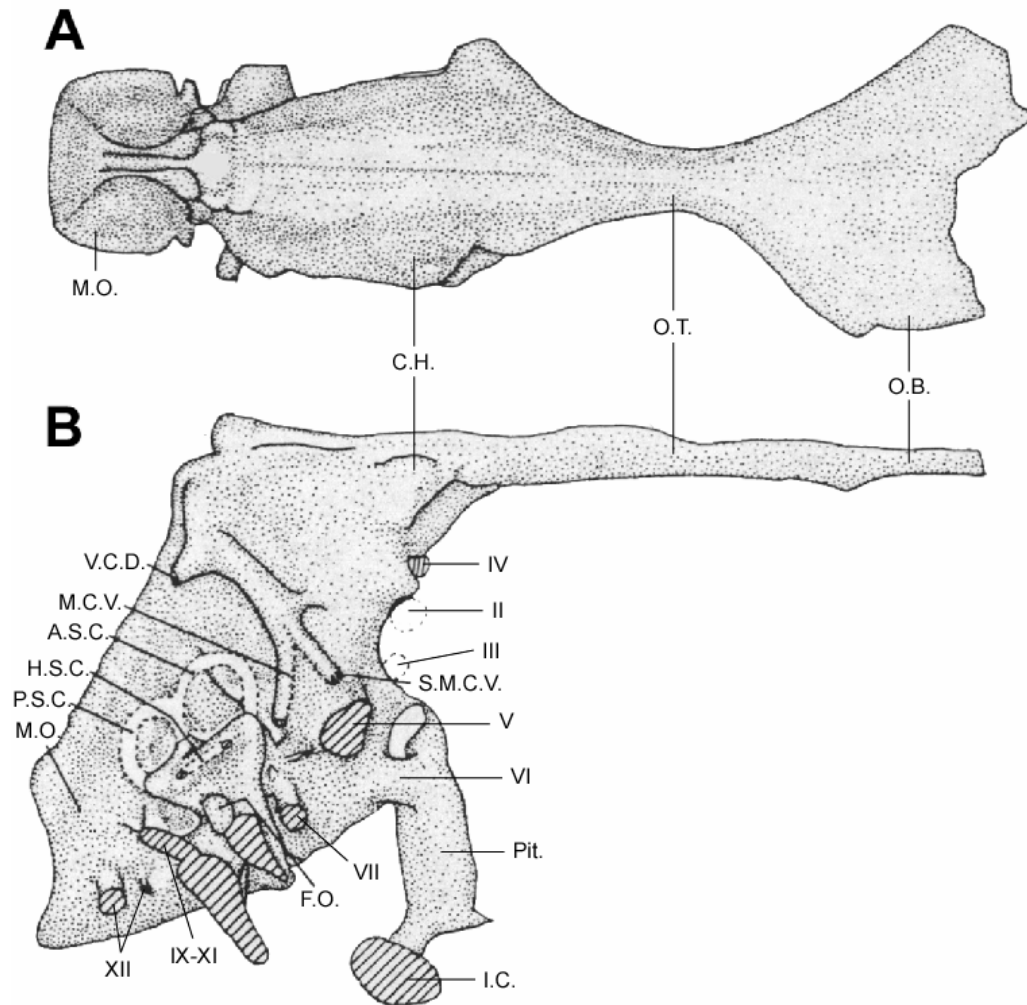 A
M.O.
C.H.
O.T.
O.B.
B
V.C.D.
M.C.V.
A.S.C.
H.S.C.
P.S.C.
M.O.
IV
II
III
S.M.C.V.
V
VI
VII
Pit.
F.O.
XII
IX-XI
I.C.